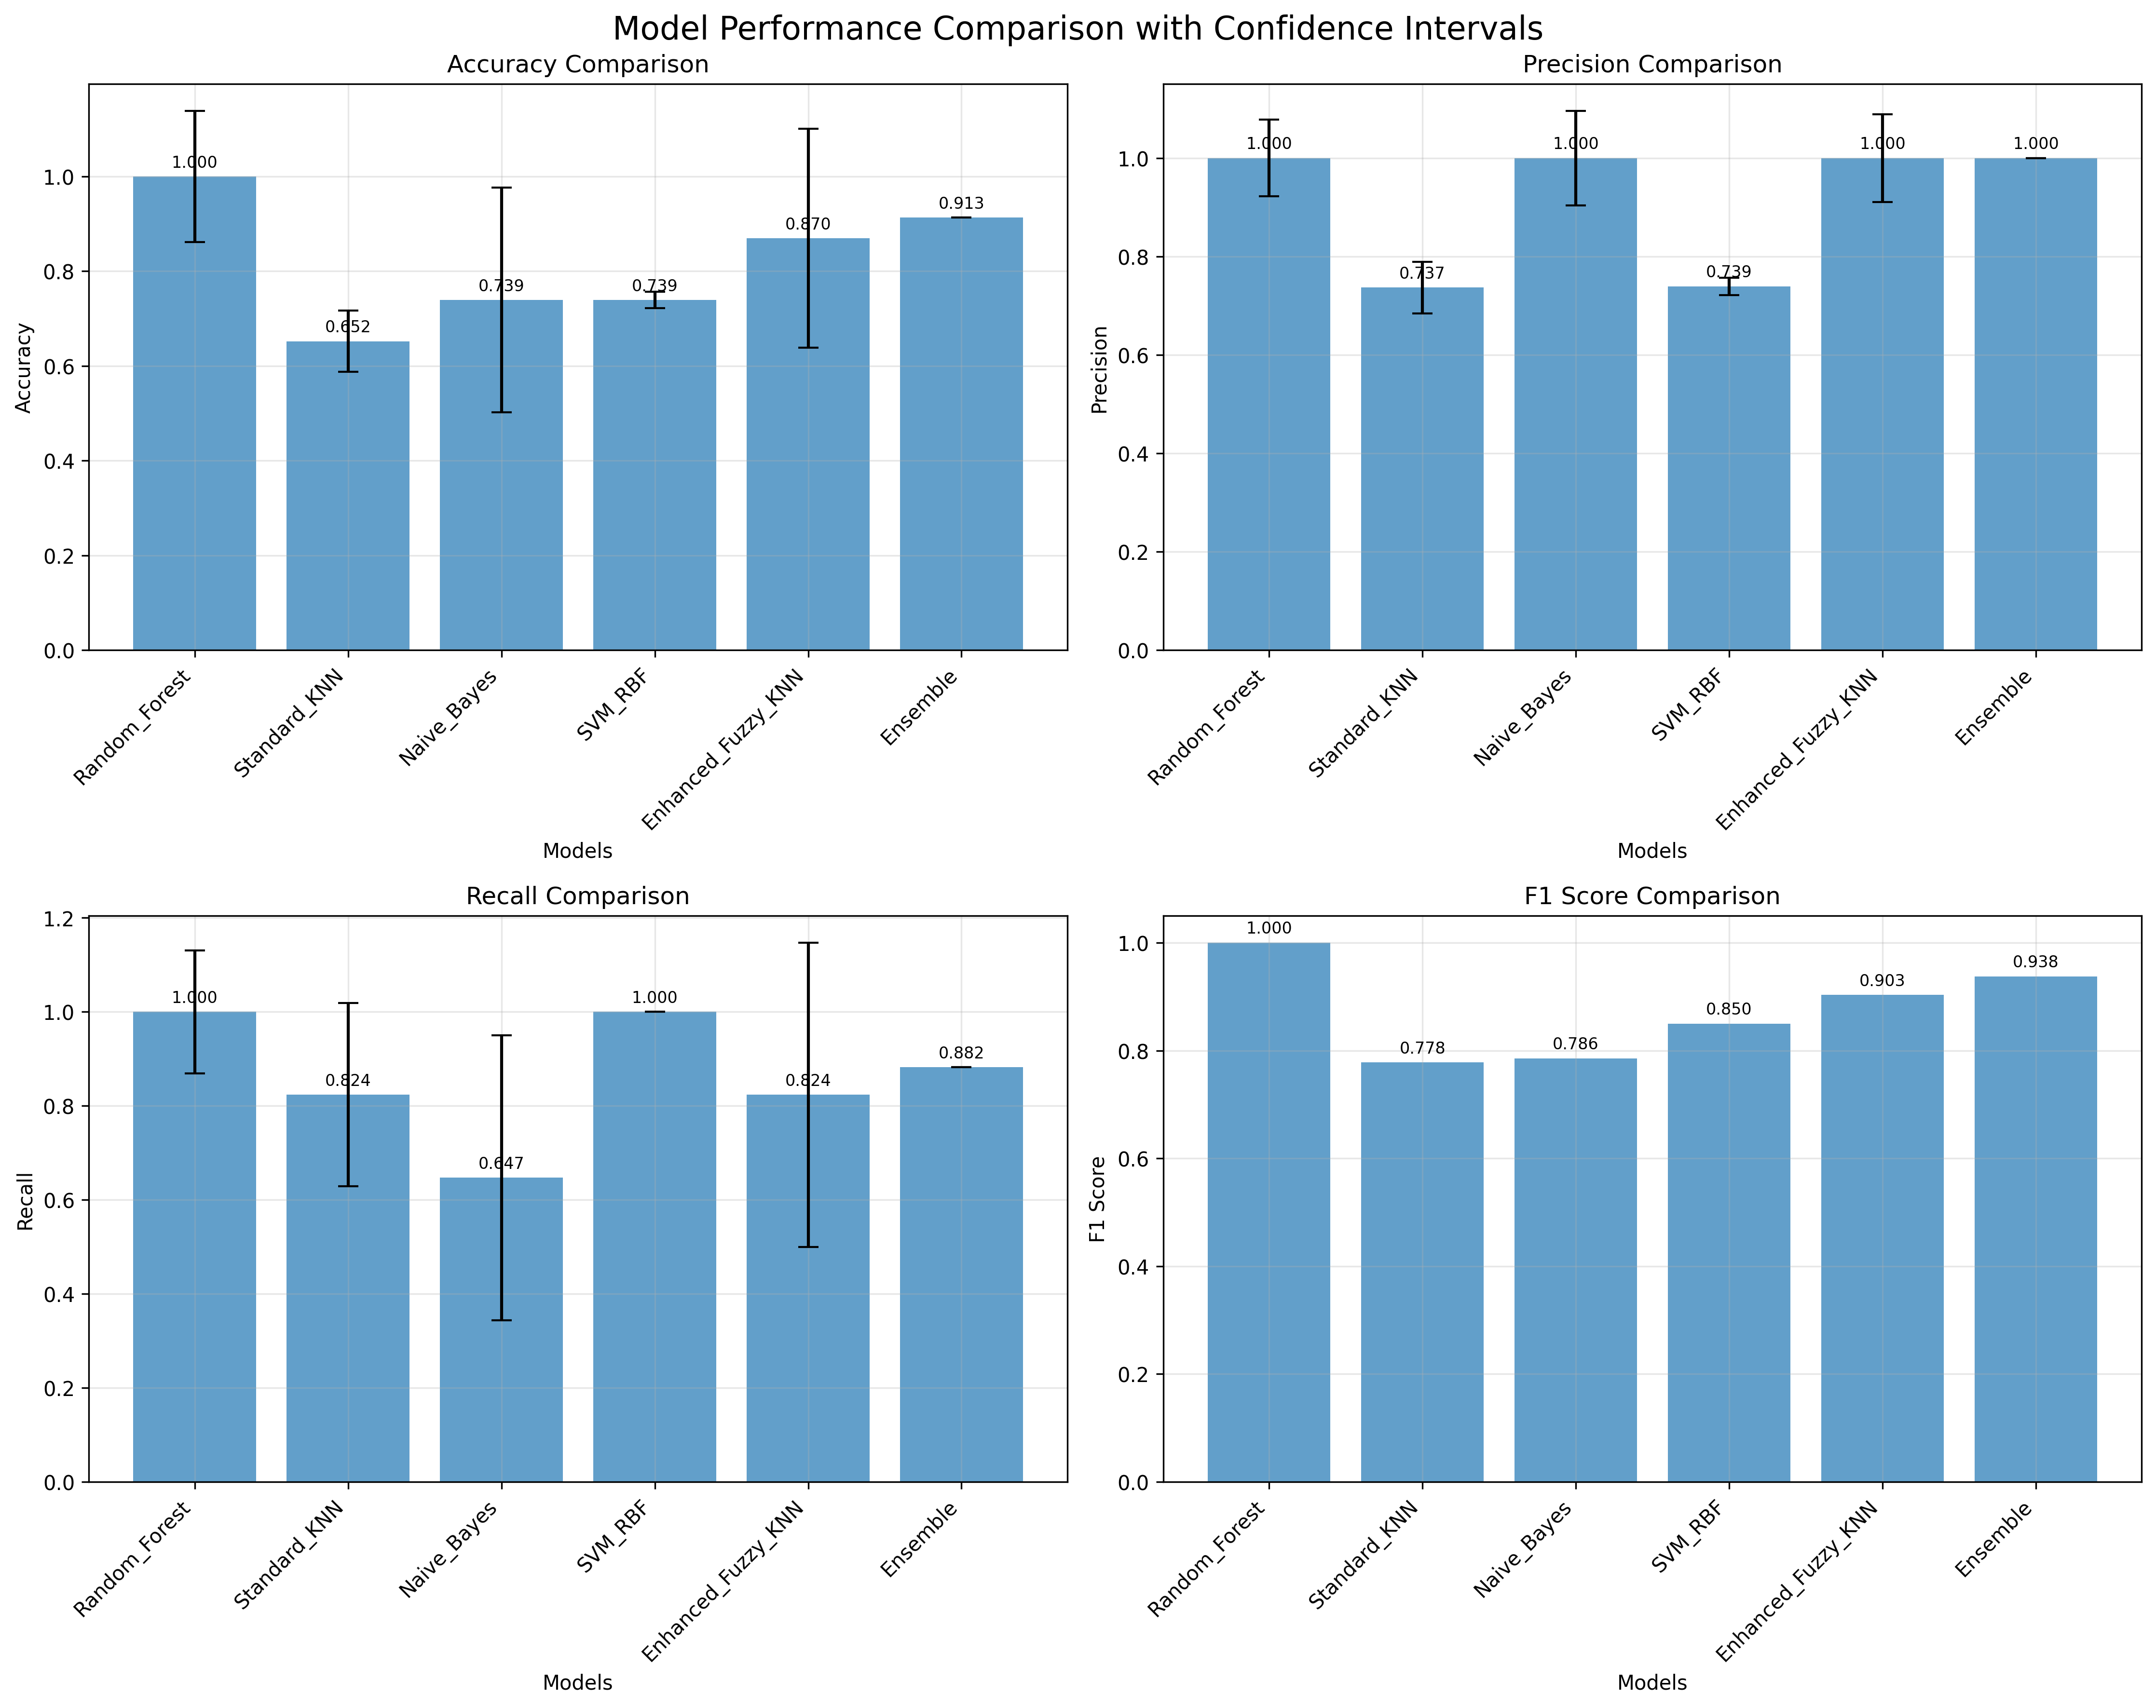 Model Performance Comparison with Confidence Intervals
Accuracy Comparison
Accuracy
0.0
0.2
0.4
0.6
0.8
1.0
1.000
0.652
0.739
0.739
0.870
0.913
Random_Forest
Standard_KNN
Naive_Bayes
SVM_RBF
Enhanced_Fuzzy_KNN
Ensemble
Models
Precision Comparison
Precision
0.0
0.2
0.4
0.6
0.8
1.0
1.000
0.737
1.000
0.739
1.000
1.000
Random_Forest
Standard_KNN
Naive_Bayes
SVM_RBF
Enhanced_Fuzzy_KNN
Ensemble
Models
Recall Comparison
Recall
0.0
0.2
0.4
0.6
0.8
1.0
1.2
1.000
0.824
0.647
1.000
0.824
0.882
Random_Forest
Standard_KNN
Naive_Bayes
SVM_RBF
Enhanced_Fuzzy_KNN
Ensemble
Models
F1 Score Comparison
F1 Score
0.0
0.2
0.4
0.6
0.8
1.0
1.000
0.778
0.786
0.850
0.903
0.938
Random_Forest
Standard_KNN
Naive_Bayes
SVM_RBF
Enhanced_Fuzzy_KNN
Ensemble
Models